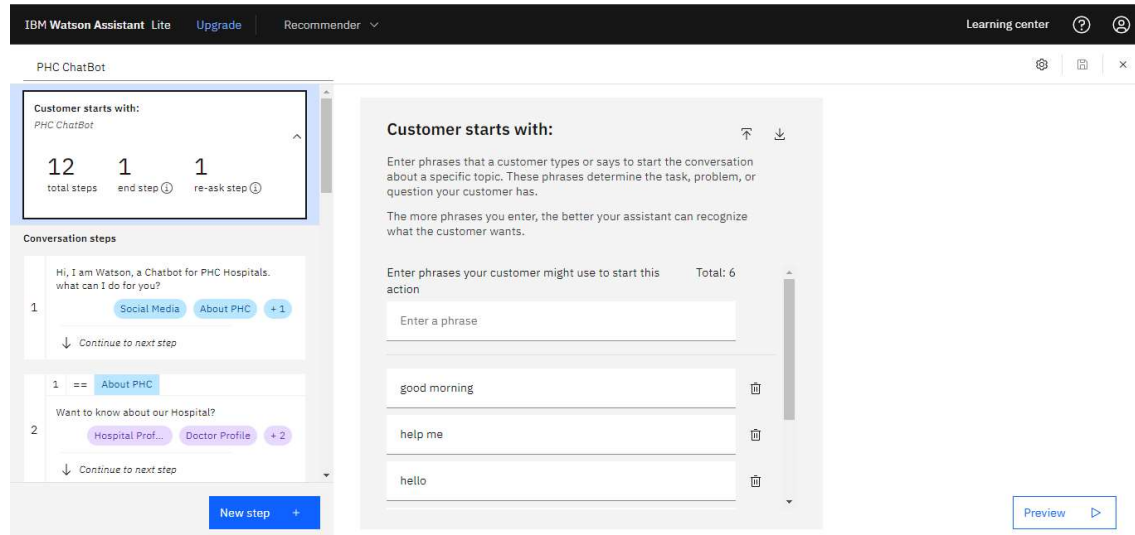 IBM Watson Assistant Lite Upgrade Recommender Learning center
PHC ChatBot
Customer starts with:
PHC ChatBot
12 1 1
total steps end step re-ask step
Conversation steps
1
Hi, I am Watson, a Chatbot for PHC Hospitals.
what can I do for you?
Social Media About PHC + 1
Continue to next step
2
1 == About PHC
Want to know about our Hospital?
Hospital Prof... Doctor Profile + 2
Continue to next step
New step +
Customer starts with:
Enter phrases that a customer types or says to start the conversation
about a specific topic. These phrases determine the task, problem, or
question your customer has.
The more phrases you enter, the better your assistant can recognize
what the customer wants.
Enter phrases your customer might use to start this
action
Total: 6
Enter a phrase
good morning
help me
hello
Preview